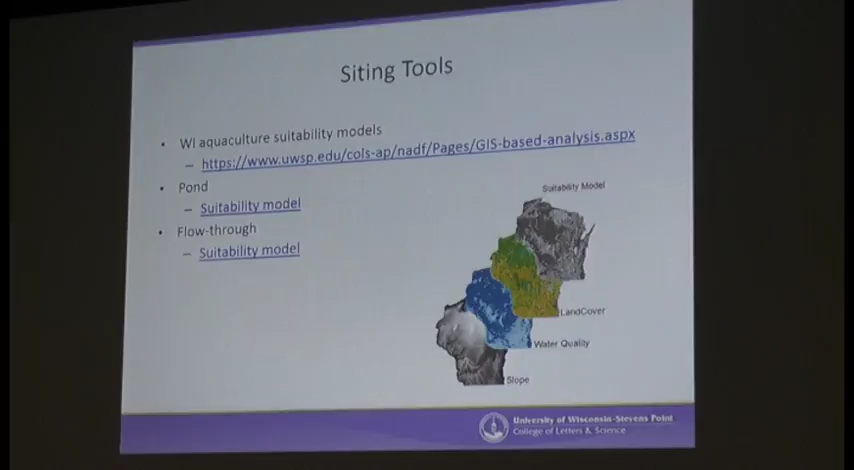 Siting Tools
• WI aquaculture suitability models
– https://www.uwsp.edu/cols-ap/nadf/Pages/GIS-based-analysis.aspx
• Pond
– Suitability model
• Flow-through
– Suitability model
Suitability Model
LandCover
Water Quality
Slope
University of Wisconsin-Stevens Point
College of Letters & Science